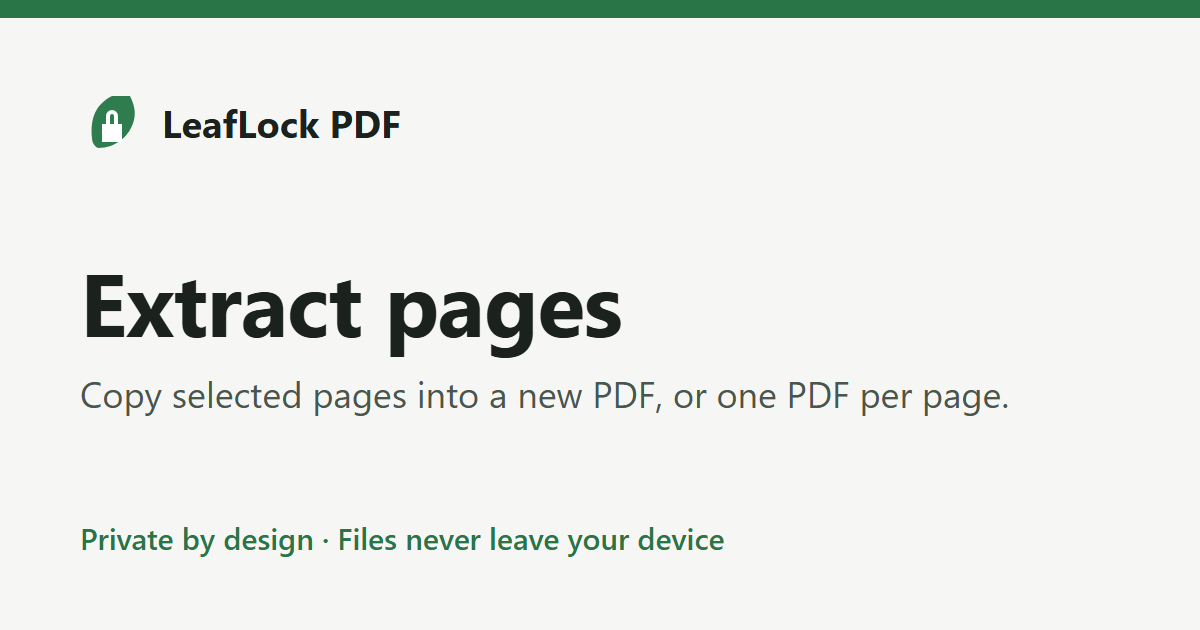 LeafLock PDF
Extract pages
Copy selected pages into a new PDF, or one PDF per page.
Private by design · Files never leave your device